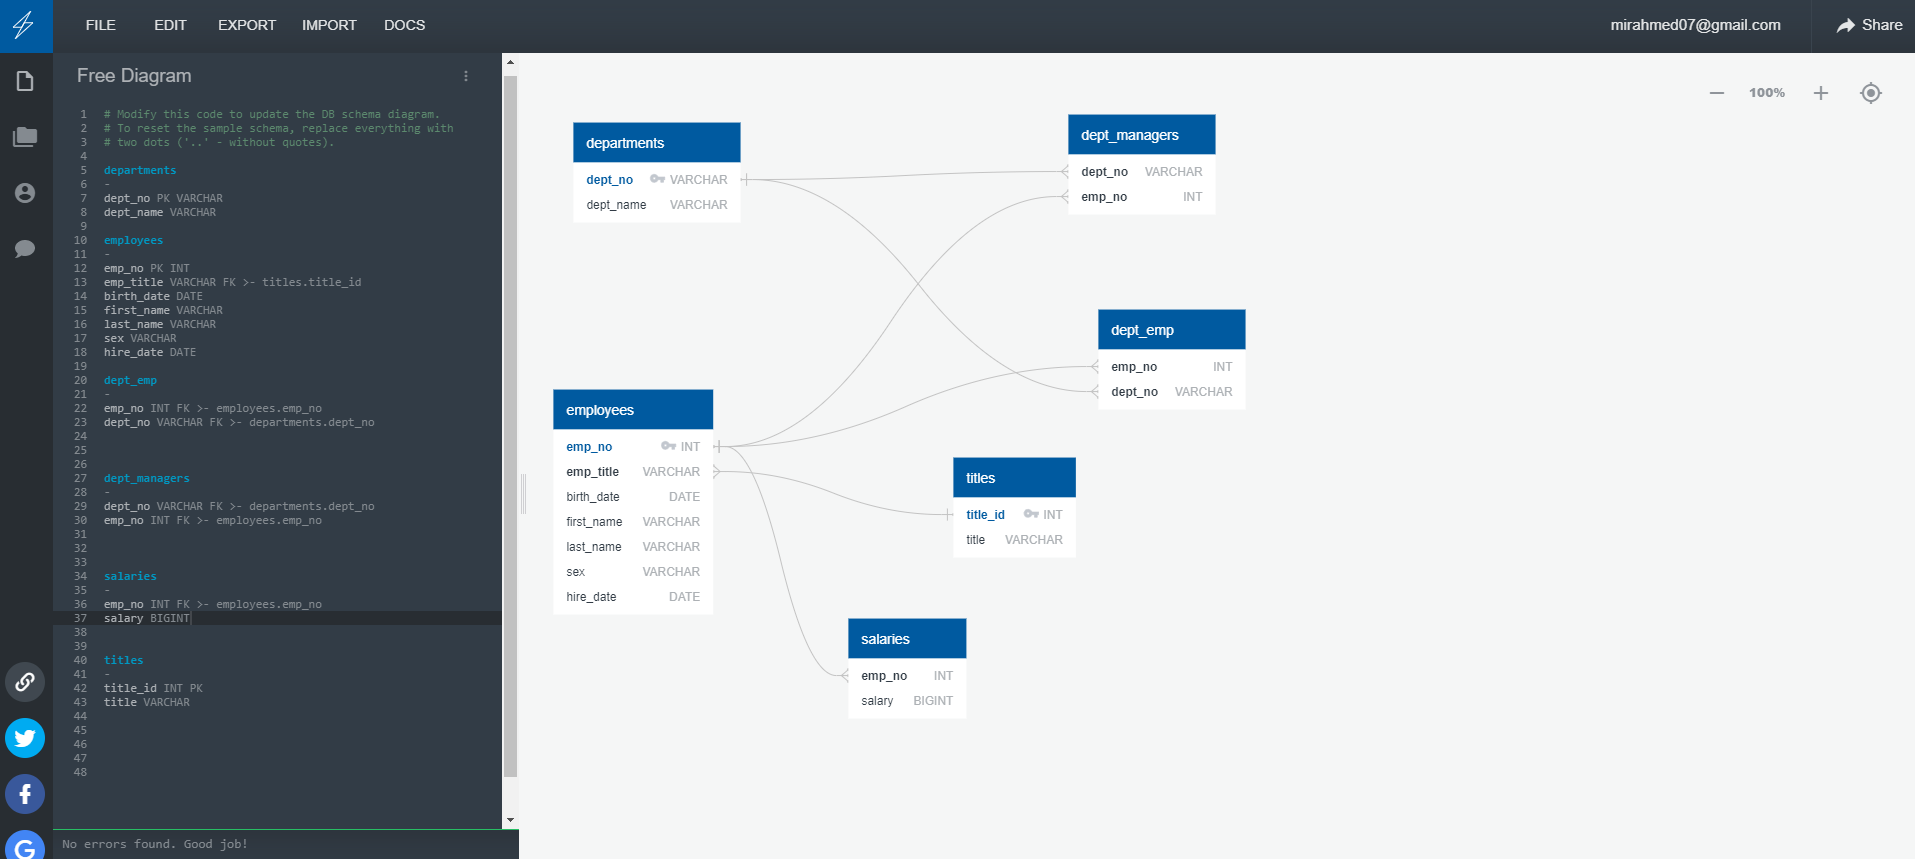 FILE EDIT EXPORT IMPORT DOCS mirahmed07@gmail.com Share
Free Diagram
1 # Modify this code to update the DB schema diagram.
2 # To reset the sample schema, replace everything with
3 # two dots ('..' - without quotes).
4
5 departments
6 -
7 dept_no PK VARCHAR
8 dept_name VARCHAR
9
10 employees
11 -
12 emp_no PK INT
13 emp_title VARCHAR FK >- titles.title_id
14 birth_date DATE
15 first_name VARCHAR
16 last_name VARCHAR
17 sex VARCHAR
18 hire_date DATE
19
20 dept_emp
21 -
22 emp_no INT FK >- employees.emp_no
23 dept_no VARCHAR FK >- departments.dept_no
24
25
26
27 dept_managers
28 -
29 dept_no VARCHAR FK >- departments.dept_no
30 emp_no INT FK >- employees.emp_no
31
32
33
34 salaries
35 -
36 emp_no INT FK >- employees.emp_no
37 salary BIGINT
38
39
40 titles
41 -
42 title_id INT PK
43 title VARCHAR
44
45
46
47
48
No errors found. Good job!
100%
departments
dept_no VARCHAR
dept_name VARCHAR
dept_managers
dept_no VARCHAR
emp_no INT
dept_emp
emp_no INT
dept_no VARCHAR
employees
emp_no INT
emp_title VARCHAR
birth_date DATE
first_name VARCHAR
last_name VARCHAR
sex VARCHAR
hire_date DATE
titles
title_id INT
title VARCHAR
salaries
emp_no INT
salary BIGINT